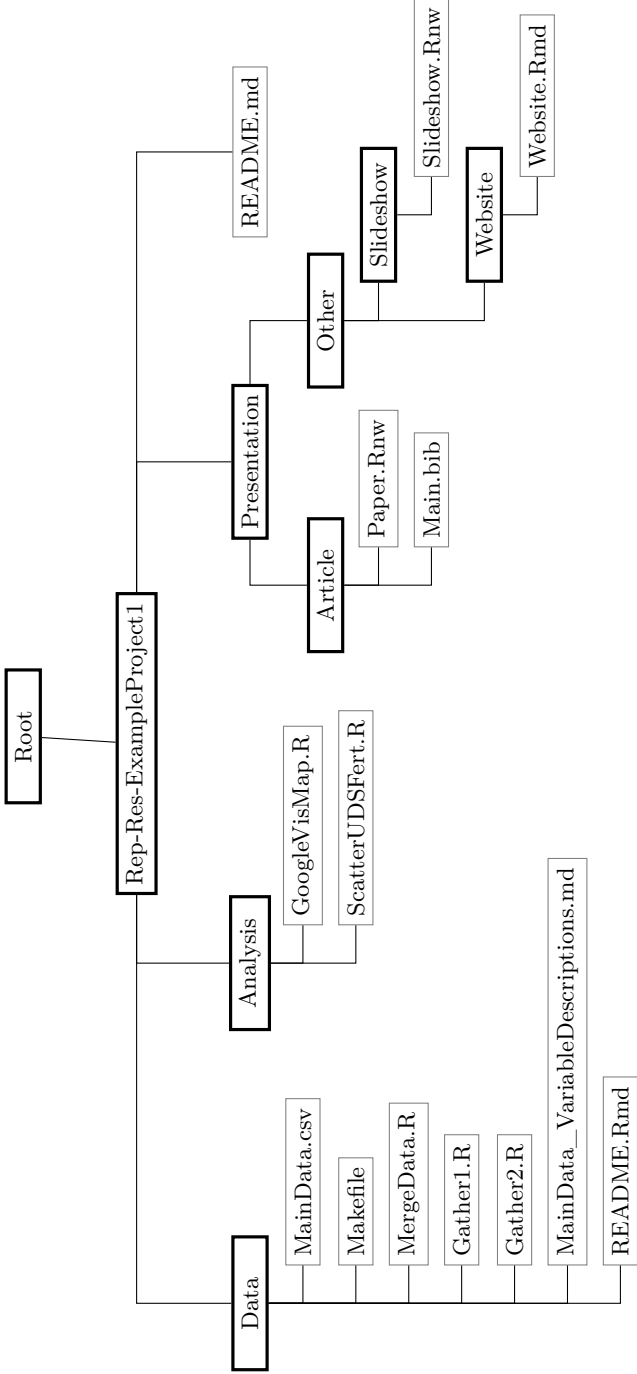 Root
Rep-Res-ExampleProject1
Data
MainData.csv
Makefile
MergeData.R
Gather1.R
Gather2.R
MainData_VariableDescriptions.md
README.Rmd
Analysis
GoogleVisMap.R
ScatterUDSFert.R
Presentation
Article
Paper.Rnw
Main.bib
Other
Slideshow
Slideshow.Rnw
Website
Website.Rmd
README.md